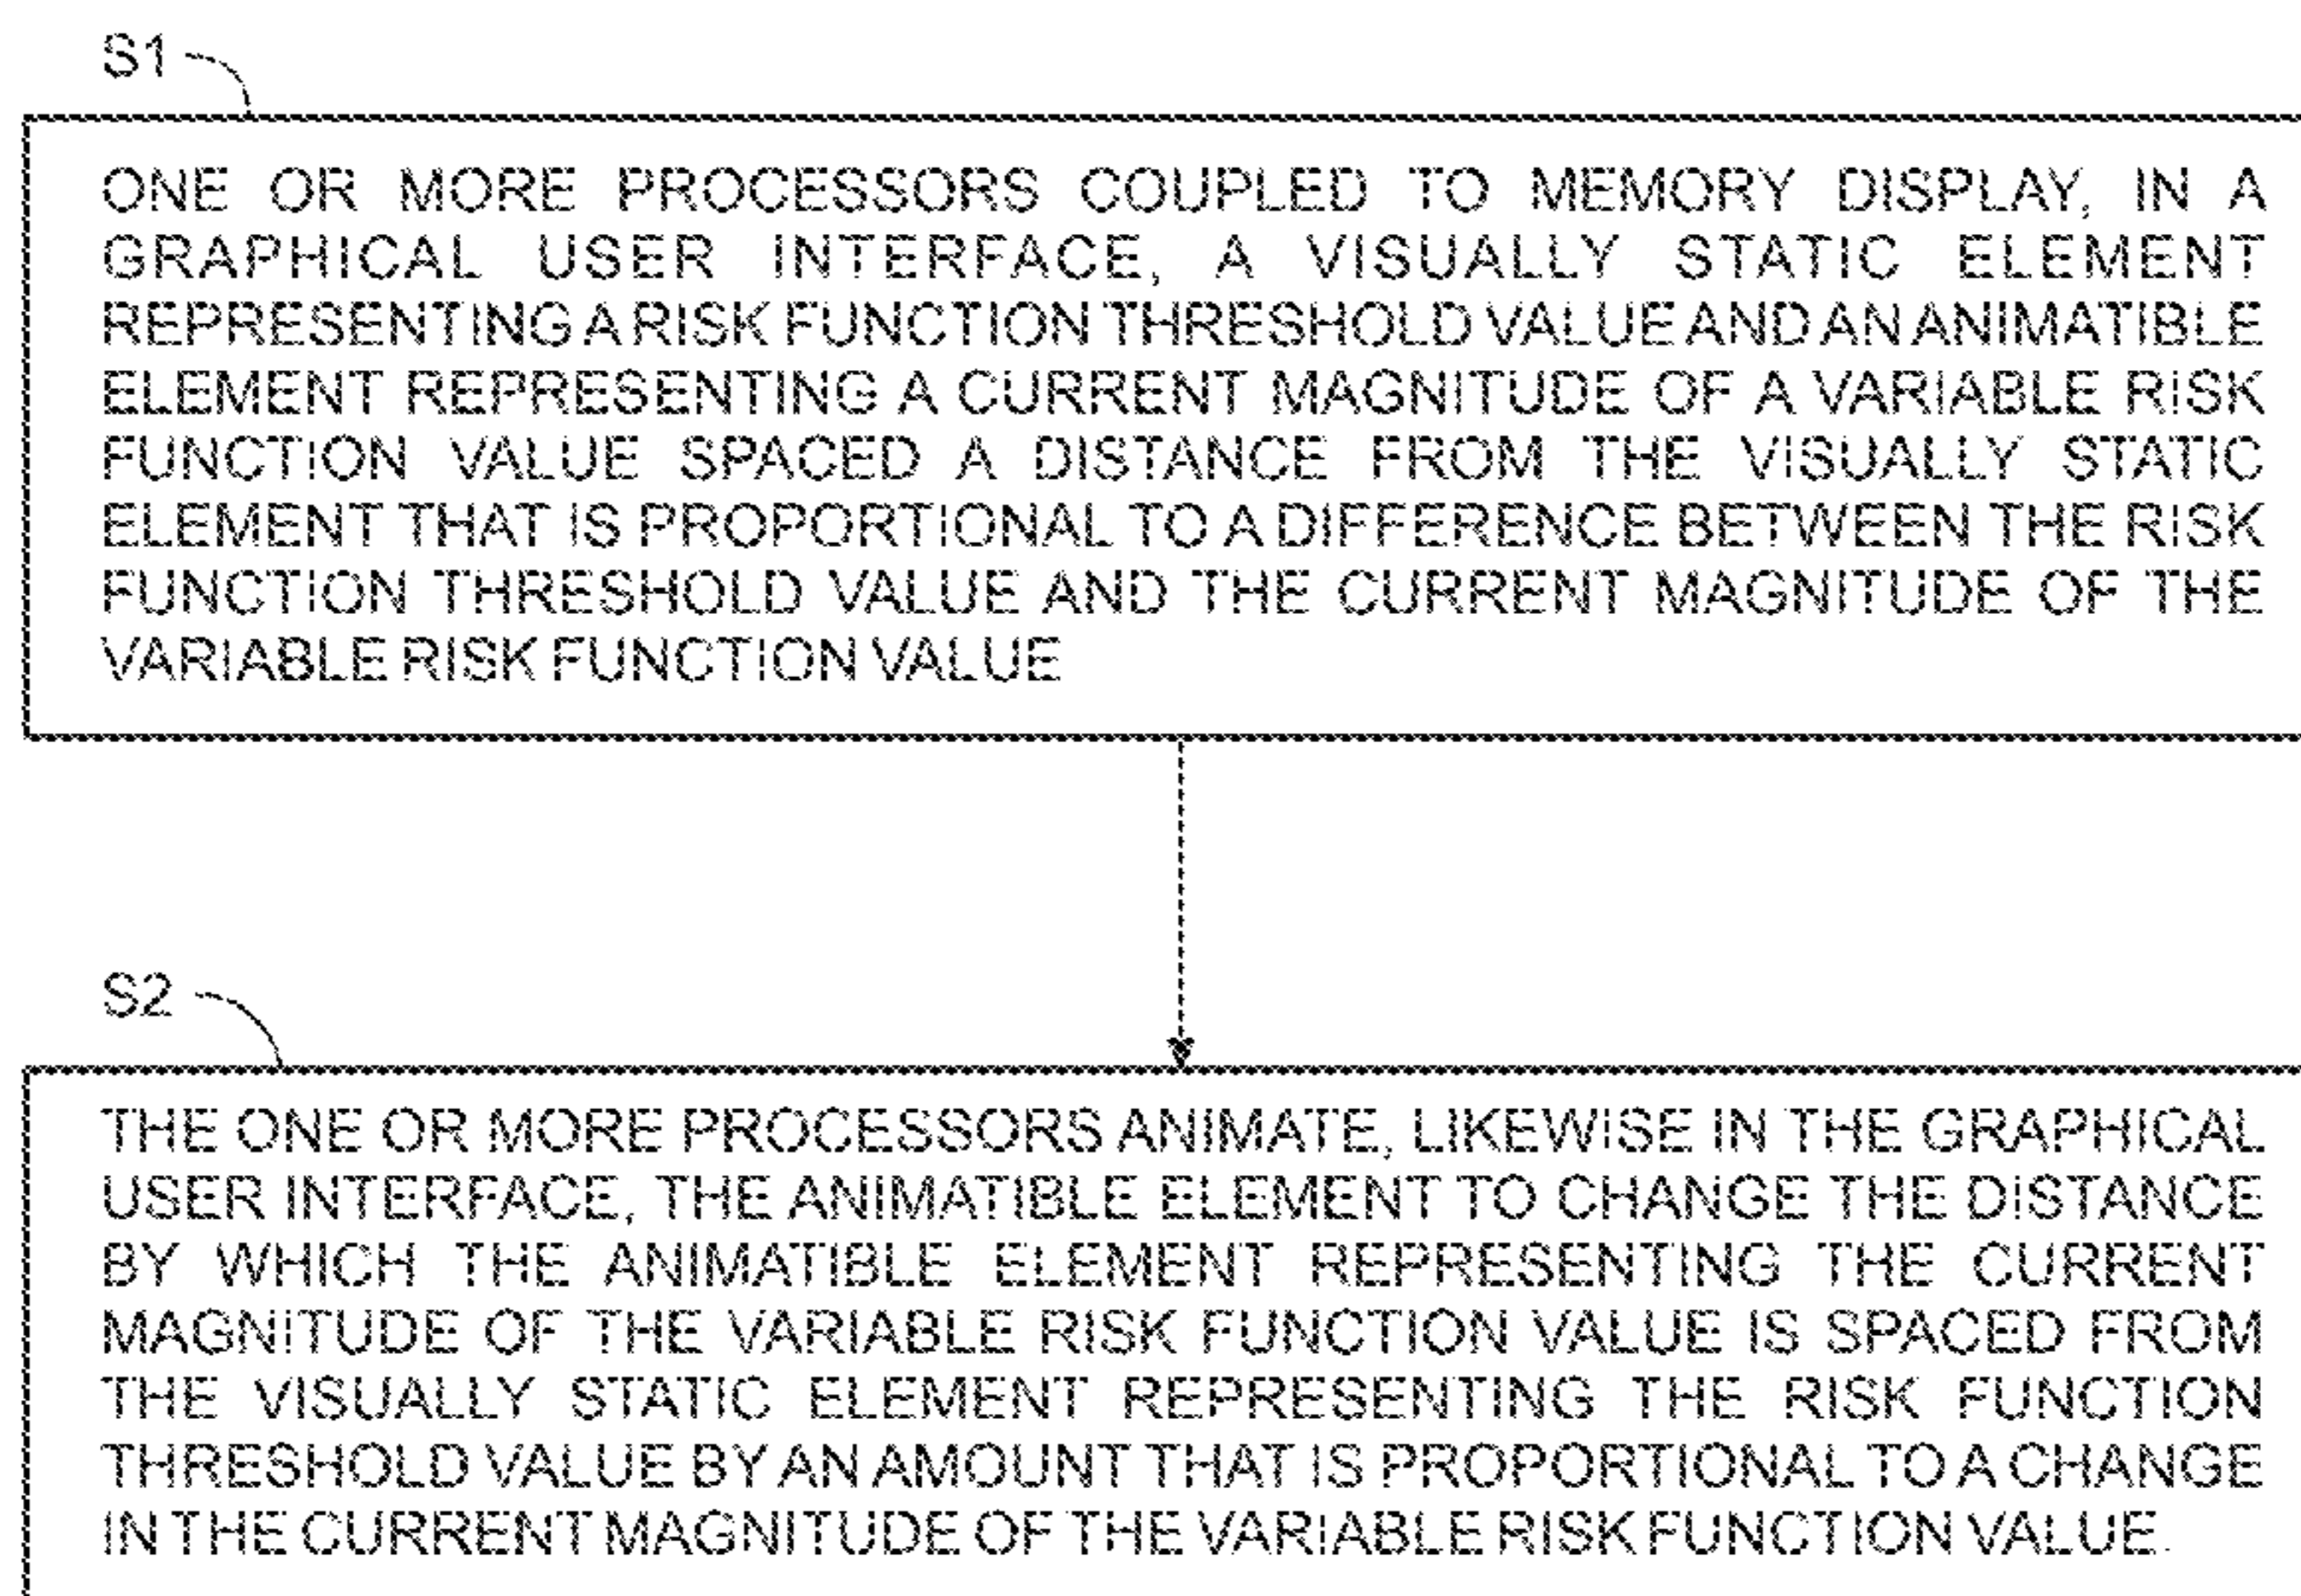 S1
ONE OR MORE PROCESSORS COUPLED TO MEMORY DISPLAY, IN A
GRAPHICAL USER INTERFACE, A VISUALLY STATIC ELEMENT
REPRESENTING A RISK FUNCTION THRESHOLD VALUE AND AN ANIMATIBLE
ELEMENT REPRESENTING A CURRENT MAGNITUDE OF A VARIABLE RISK
FUNCTION VALUE SPACED A DISTANCE FROM THE VISUALLY STATIC
ELEMENT THAT IS PROPORTIONAL TO A DIFFERENCE BETWEEN THE RISK
FUNCTION THRESHOLD VALUE AND THE CURRENT MAGNITUDE OF THE
VARIABLE RISK FUNCTION VALUE
S2
THE ONE OR MORE PROCESSORS ANIMATE, LIKEWISE IN THE GRAPHICAL
USER INTERFACE, THE ANIMATIBLE ELEMENT TO CHANGE THE DISTANCE
BY WHICH THE ANIMATIBLE ELEMENT REPRESENTING THE CURRENT
MAGNITUDE OF THE VARIABLE RISK FUNCTION VALUE IS SPACED FROM
THE VISUALLY STATIC ELEMENT REPRESENTING THE RISK FUNCTION
THRESHOLD VALUE BY AN AMOUNT THAT IS PROPORTIONAL TO A CHANGE
IN THE CURRENT MAGNITUDE OF THE VARIABLE RISK FUNCTION VALUE.